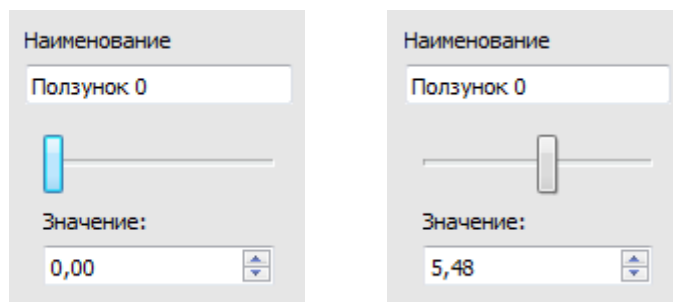 Наименование
Ползунок 0
Значение:
0,00
Наименование
Ползунок 0
Значение:
5,48